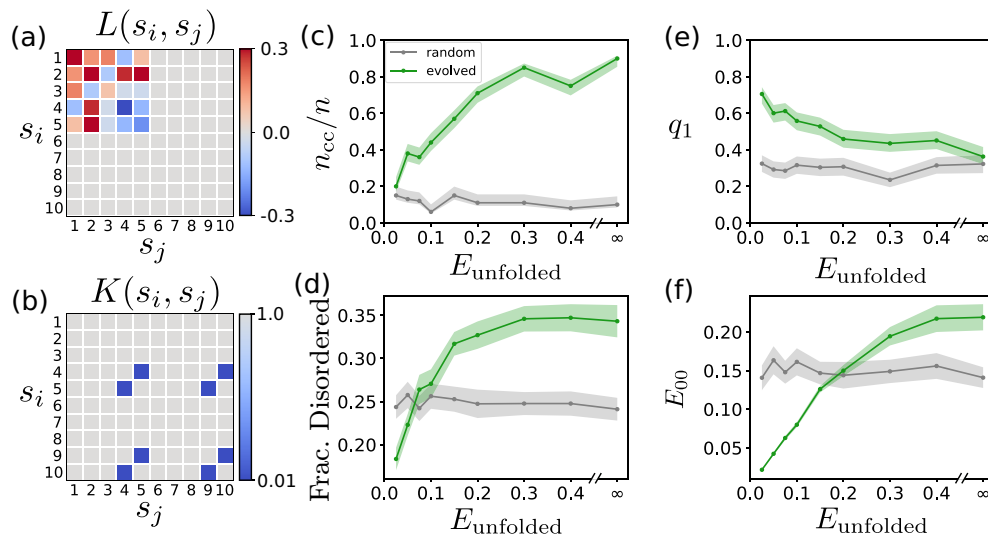 (a) L(s_i, s_j)
1
2
3
4
5
6
7
8
9
10
s_i
1 2 3 4 5 6 7 8 9 10
s_j
0.3
0.0
-0.3
(b) K(s_i, s_j)
1
2
3
4
5
6
7
8
9
10
s_i
1 2 3 4 5 6 7 8 9 10
s_j
1.0
0.01
(c)
random
evolved
n_cc/n
1.0
0.8
0.6
0.4
0.2
0.0
0.0 0.1 0.2 0.3 0.4 ∞
E_unfolded
(d)
Frac. Disordered
0.35
0.30
0.25
0.20
0.0 0.1 0.2 0.3 0.4 ∞
E_unfolded
(e)
q_1
1.0
0.8
0.6
0.4
0.2
0.0
0.0 0.1 0.2 0.3 0.4 ∞
E_unfolded
(f)
E_00
0.20
0.15
0.10
0.05
0.0 0.1 0.2 0.3 0.4 ∞
E_unfolded